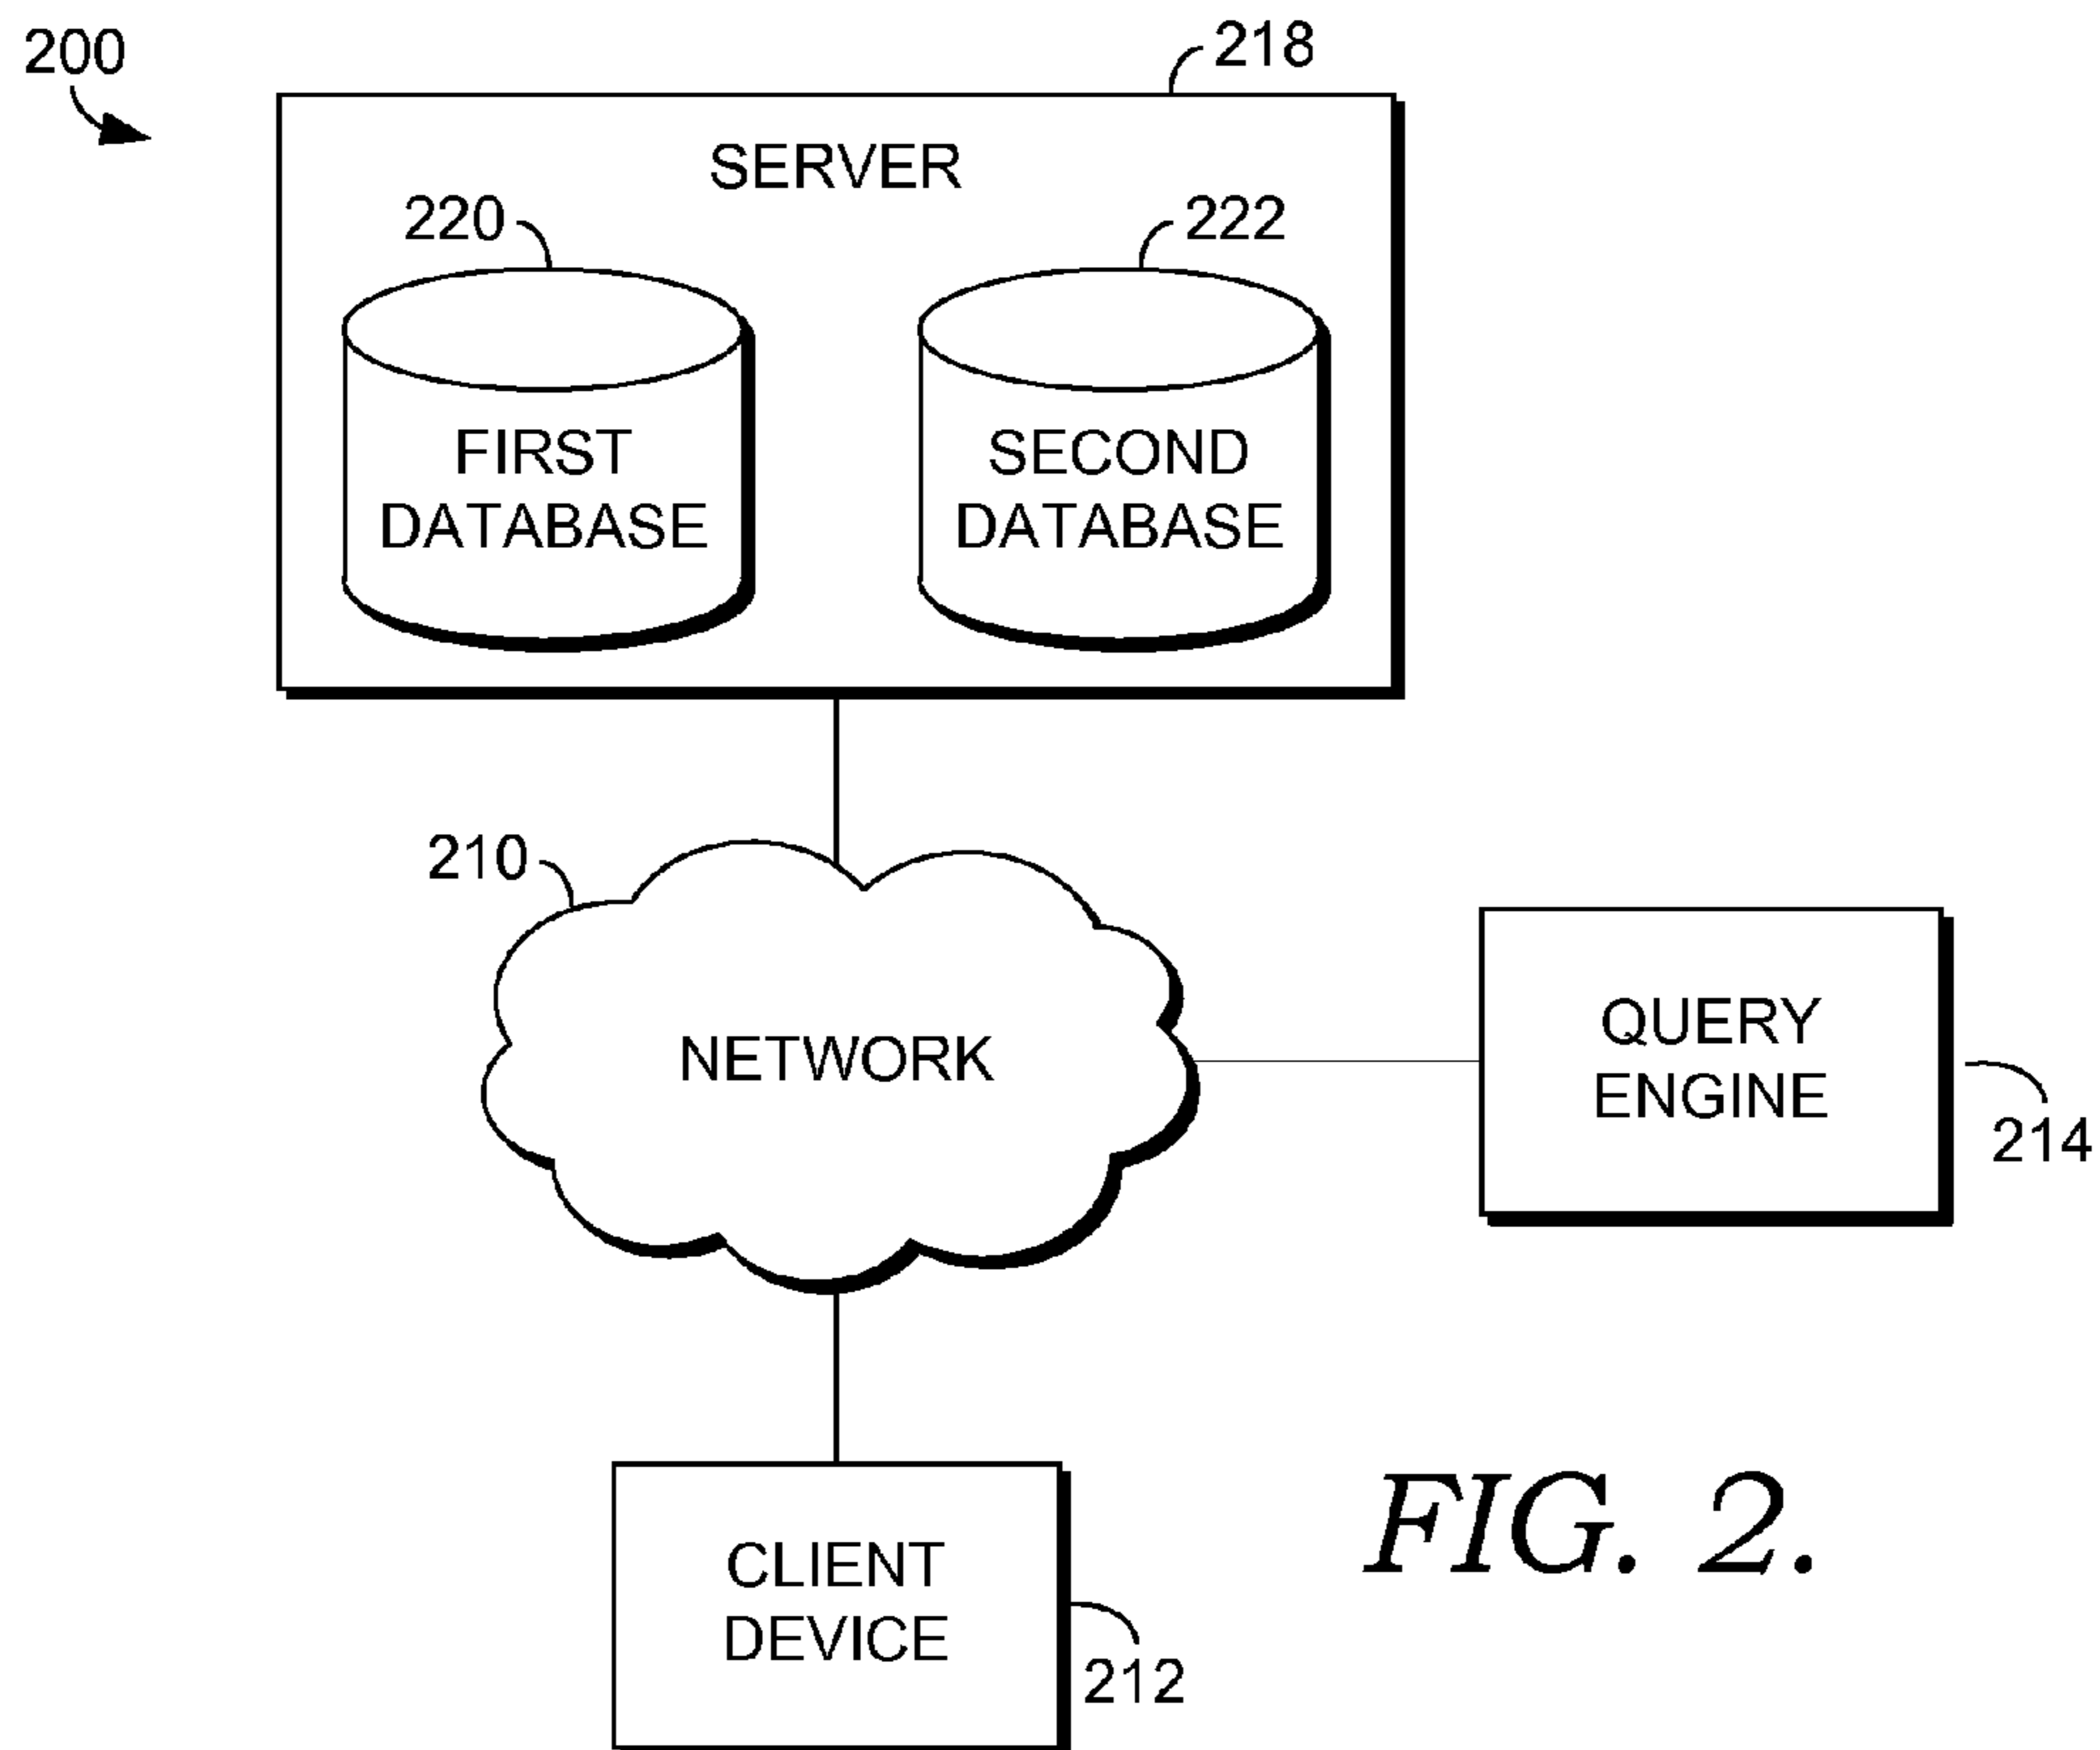 200
218
SERVER
220
222
FIRST
DATABASE
SECOND
DATABASE
210
NETWORK
QUERY
ENGINE
214
CLIENT
DEVICE
212
FIG. 2.